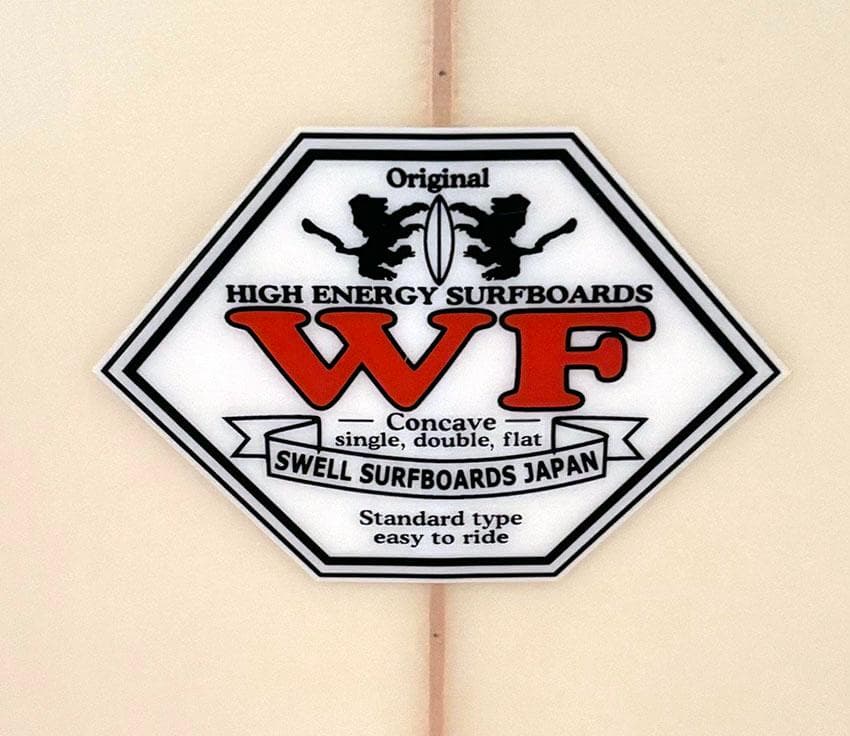 Original
HIGH ENERGY SURFBOARDS
WF
— Concave —
single, double, flat
SWELL SURFBOARDS JAPAN
Standard type
easy to ride